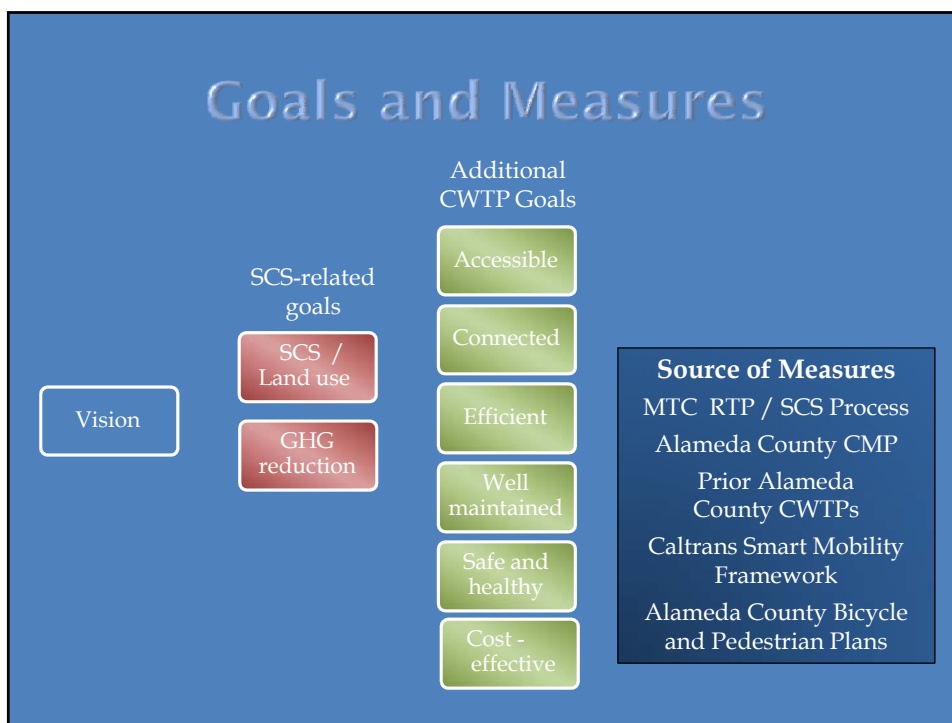 Goals and Measures
Vision
SCS-related
goals
SCS /
Land use
GHG
reduction
Additional
CWTP Goals
Accessible
Connected
Efficient
Well
maintained
Safe and
healthy
Cost -
effective
Source of Measures
MTC RTP / SCS Process
Alameda County CMP
Prior Alameda
County CWTPs
Caltrans Smart Mobility
Framework
Alameda County Bicycle
and Pedestrian Plans